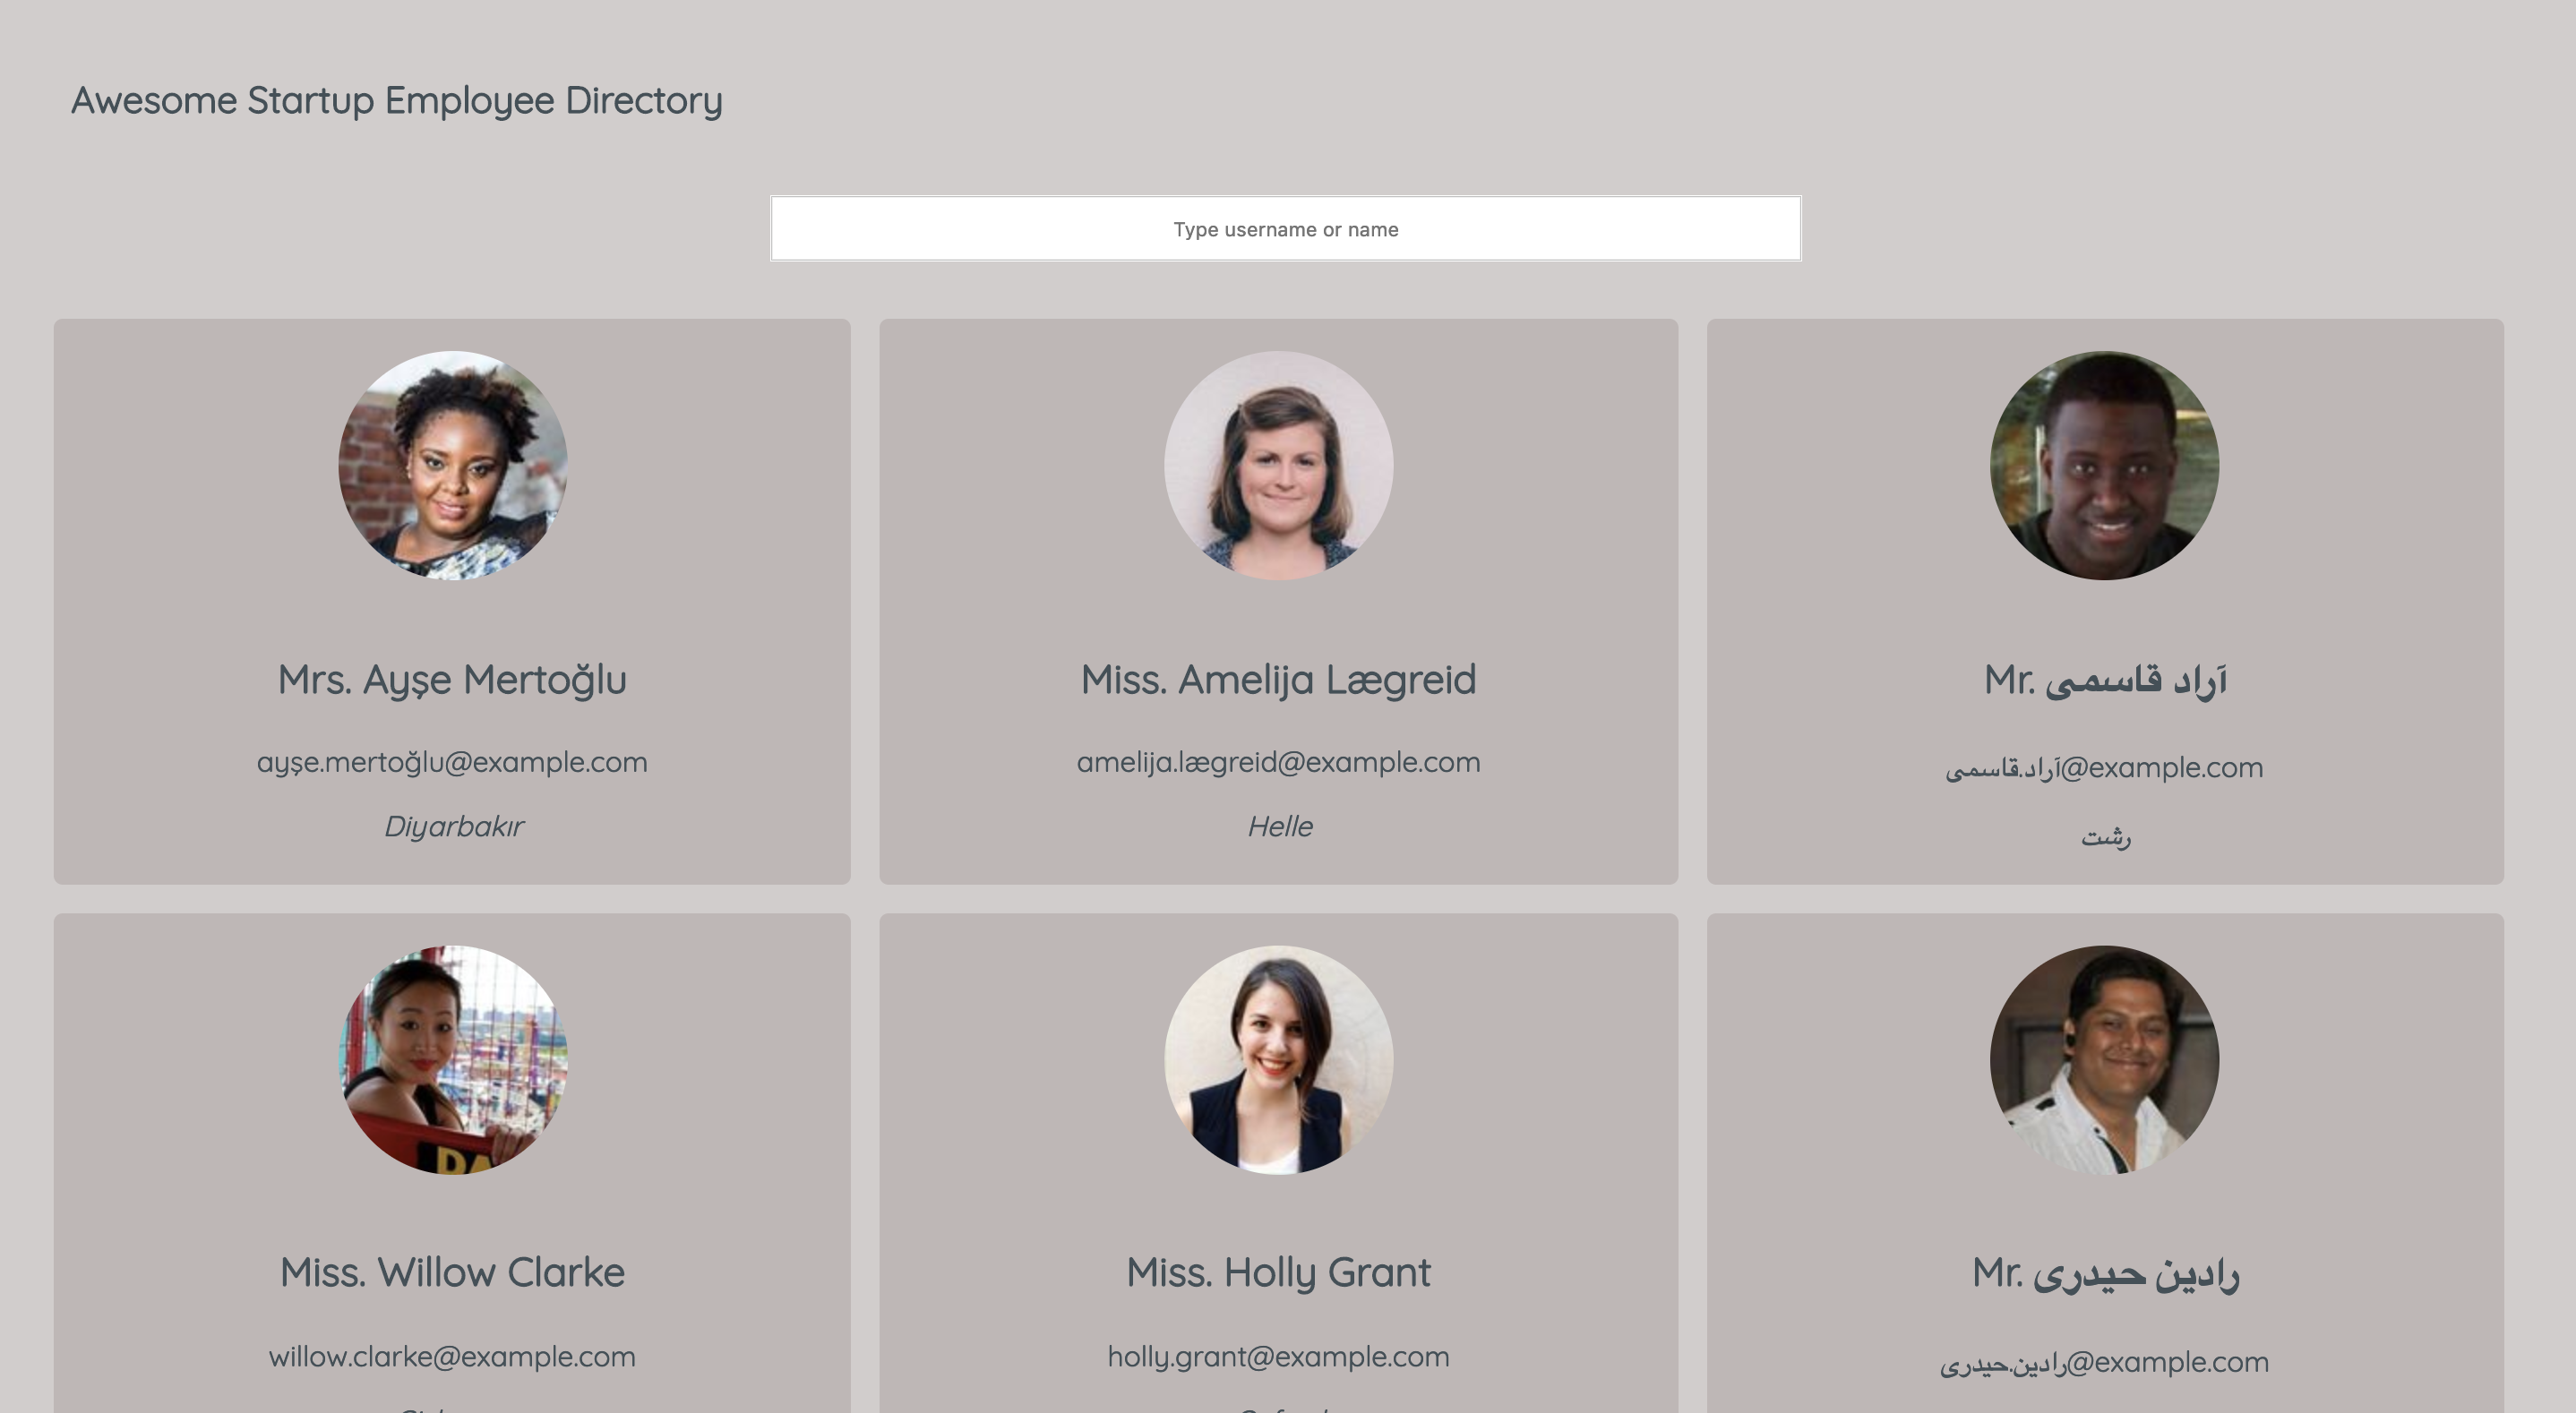 Awesome Startup Employee Directory
Type username or name
Mrs. Ayşe Mertoğlu
ayşe.mertoğlu@example.com
Diyarbakır
Miss. Amelija Lægreid
amelija.lægreid@example.com
Helle
Mr. آراد قاسمی
آراد.قاسمی@example.com
رشت
DA
Miss. Willow Clarke
willow.clarke@example.com
Miss. Holly Grant
holly.grant@example.com
Mr. رادین حیدری
رادین.حیدری@example.com